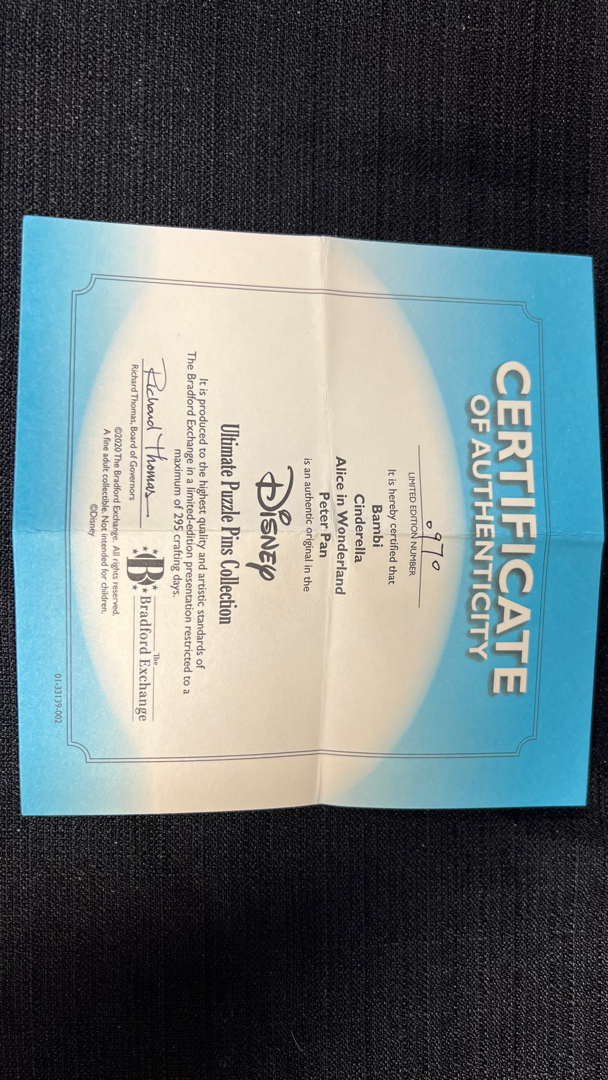 CERTIFICATE
OF AUTHENTICITY
0970
LIMITED EDITION NUMBER
It is hereby certified that
Bambi
Cinderella
Alice in Wonderland
Peter Pan
is an authentic original in the
Disney
Ultimate Puzzle Pins Collection
It is produced to the highest quality and artistic standards of
The Bradford Exchange in a limited-edition presentation restricted to a
maximum of 295 crafting days.
Richard Thomas
Richard Thomas, Board of Governors
B
The
Bradford Exchange
©2020 The Bradford Exchange. All rights reserved.
A fine adult collectible. Not intended for children.
©Disney
01-33139-002